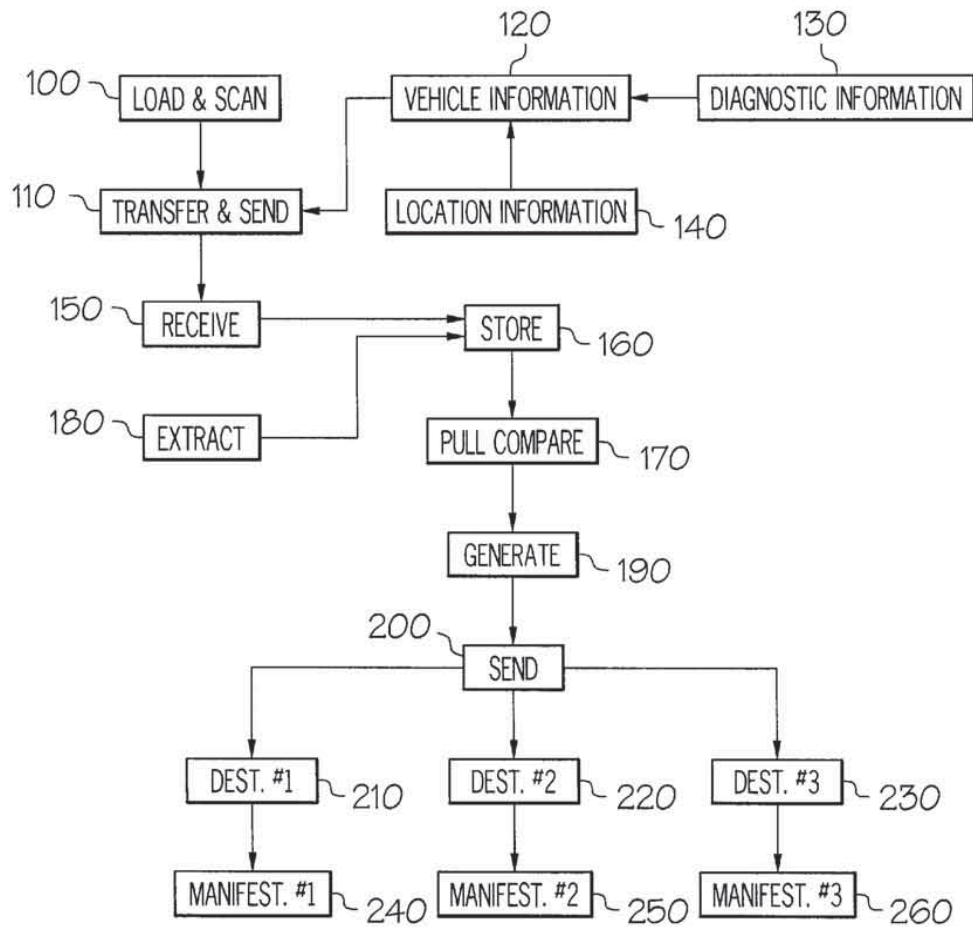 120
130
100
LOAD & SCAN
VEHICLE INFORMATION
DIAGNOSTIC INFORMATION
110
TRANSFER & SEND
LOCATION INFORMATION
140
150
RECEIVE
STORE
160
180
EXTRACT
PULL COMPARE
170
GENERATE
190
200
SEND
DEST. #1
210
DEST. #2
220
DEST. #3
230
MANIFEST. #1
240
MANIFEST. #2
250
MANIFEST. #3
260